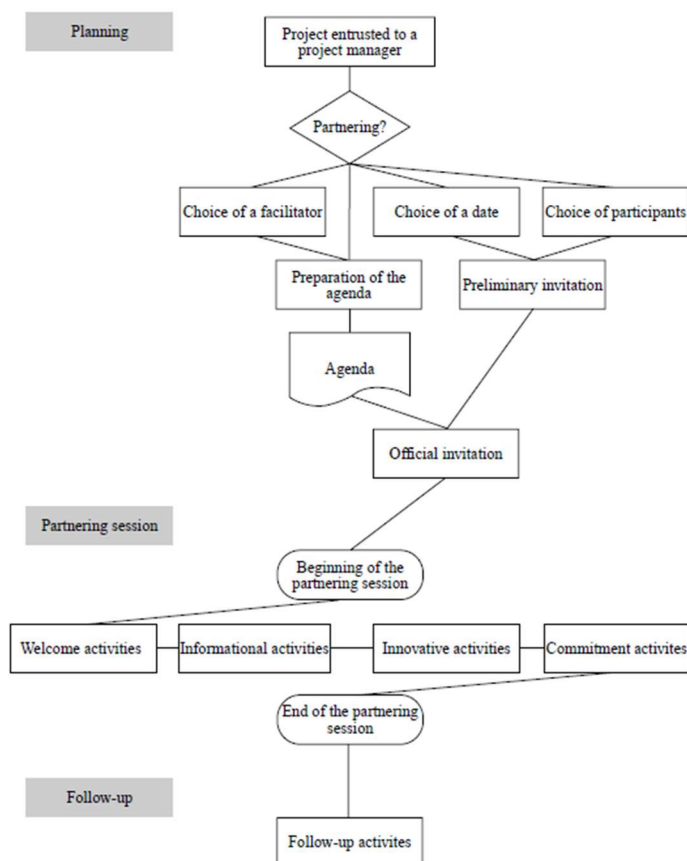 Planning
Project entrusted to a
project manager
Partnering?
Choice of a facilitator
Choice of a date
Choice of participants
Preparation of the
agenda
Preliminary invitation
Agenda
Official invitation
Partnering session
Beginning of the
partnering session
Welcome activities
Informational activities
Innovative activities
Commitment activites
End of the partnering
session
Follow-up
Follow-up activites